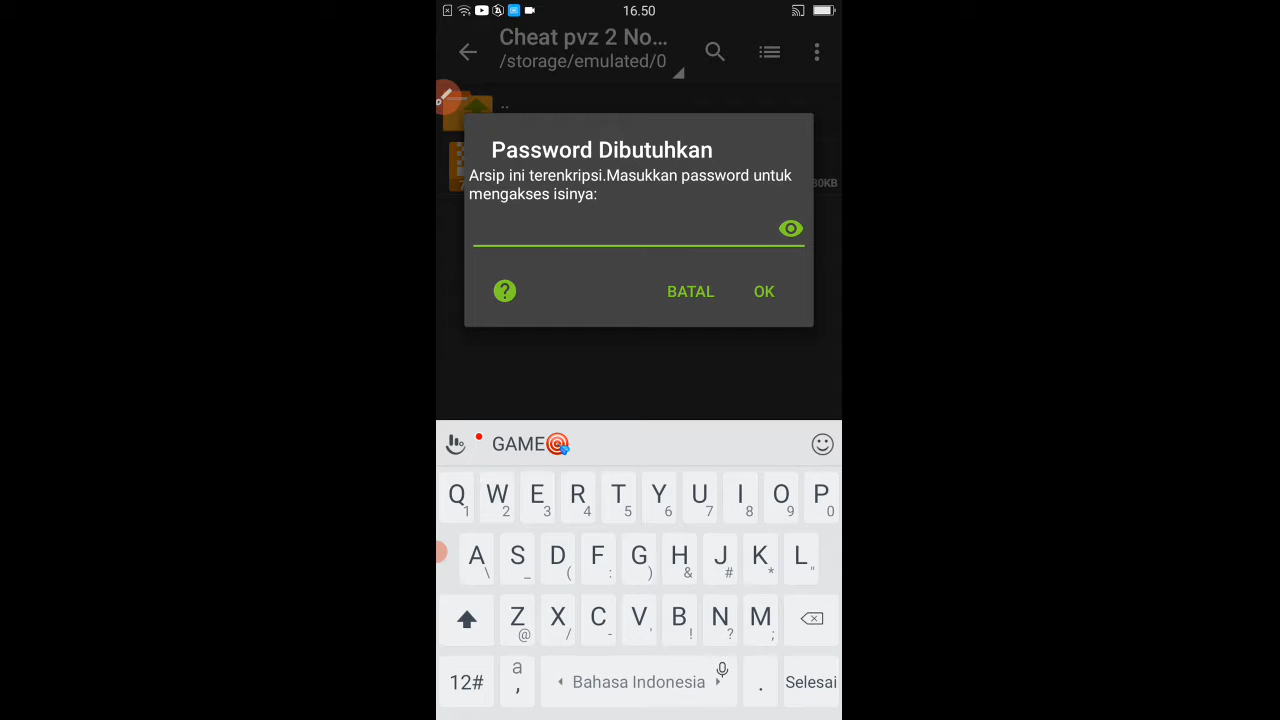 16.50
Cheat pvz 2 No...
/storage/emulated/0
..
Password Dibutuhkan
Arsip ini terenkripsi.Masukkan password untuk
mengakses isinya:
BATAL OK
GAME🎯
Q W E R T Y U I O P
1 2 3 4 5 6 7 8 9 0
A S D F G H J K L
\ _ ( : ) & # * "
Z X C V B N M
@ / - ' ! ? ;
12# a , Bahasa Indonesia . Selesai